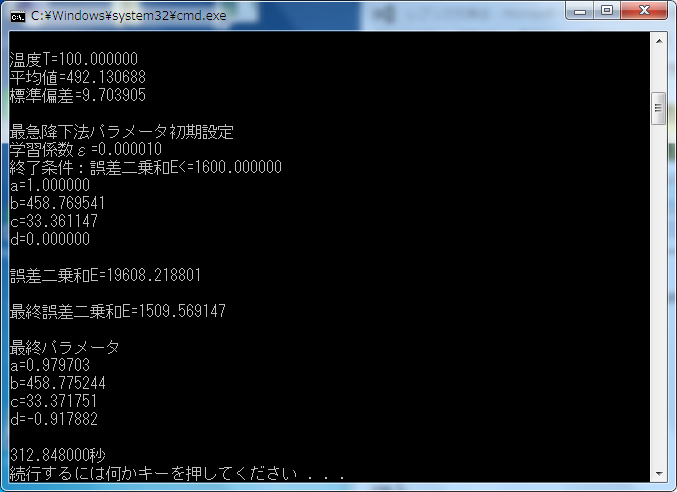 C:¥Windows¥system32¥cmd.exe
温度T=100.000000
平均値=492.130688
標準偏差=9.703905
最急降下法パラメータ初期設定
学習係数ε=0.000010
終了条件：誤差二乗和E<=1600.000000
a=1.000000
b=458.769541
c=33.361147
d=0.000000
誤差二乗和E=19608.218801
最終誤差二乗和E=1509.569147
最終パラメータ
a=0.979703
b=458.775244
c=33.371751
d=-0.917882
312.848000秒
続行するには何かキーを押してください . . .